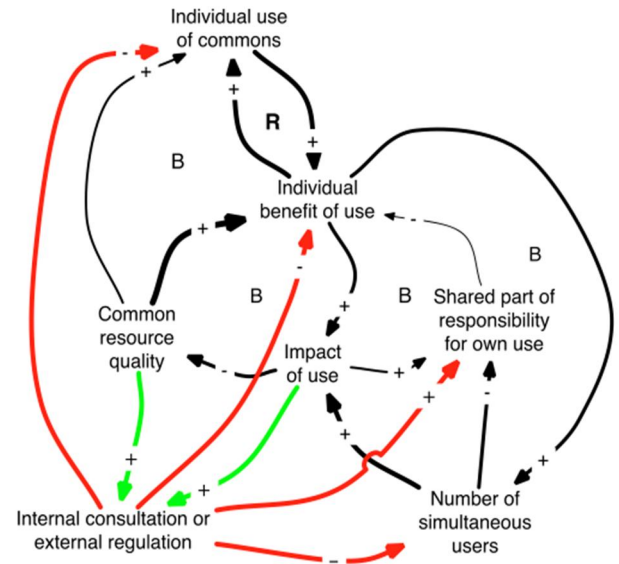 Individual use
of commons
-
+
+
R
+
B
Individual
benefit of use
-
+
B
-
B
B
Shared part of
responsibility
for own use
Common
resource
quality
+
Impact
of use
-
+
+
-
+
+
+
Internal consultation or
external regulation
+
Number of
simultaneous
users
-